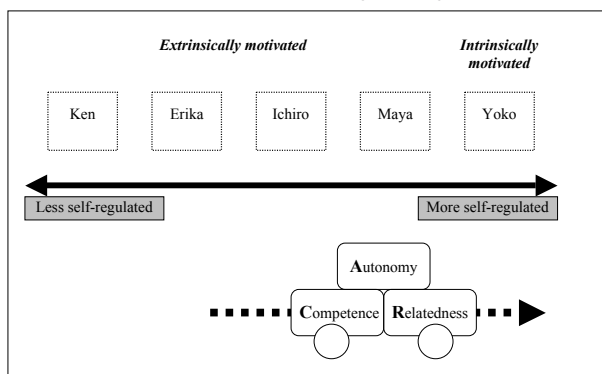 Extrinsically motivated
Intrinsically
motivated
Ken
Erika
Ichiro
Maya
Yoko
Less self-regulated
More self-regulated
Autonomy
Competence
Relatedness